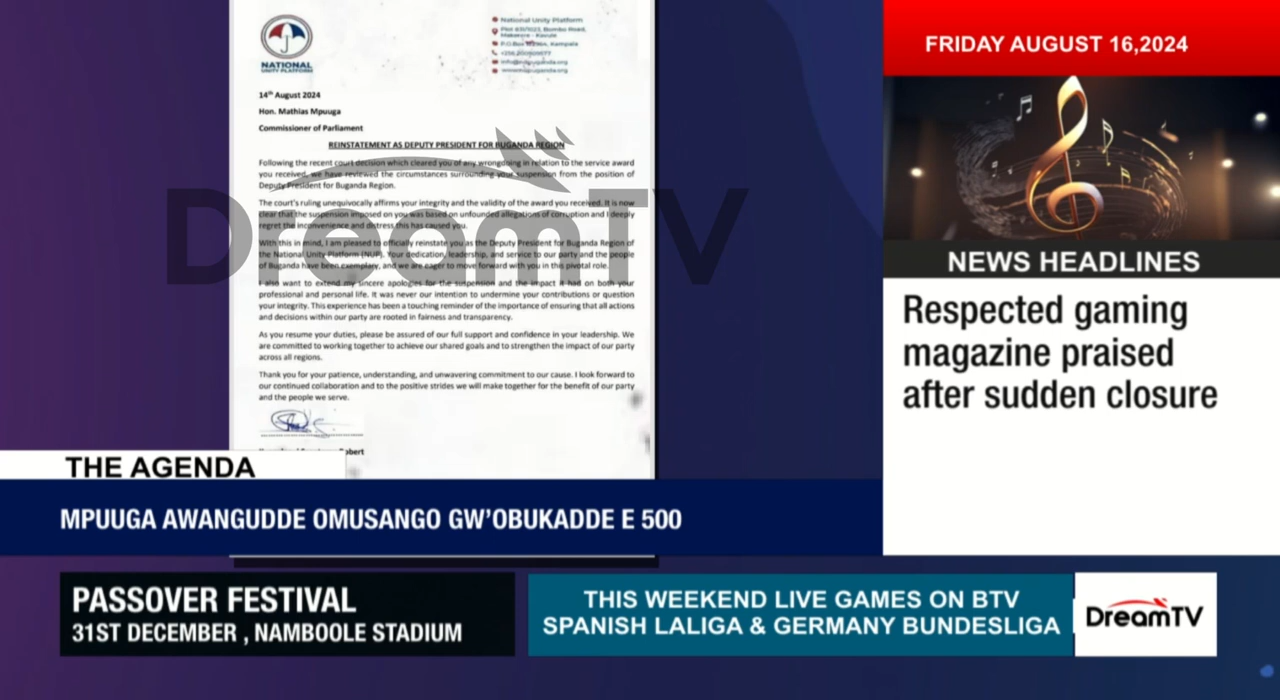 NATIONAL
UNITY PLATFORM
National Unity Platform
Makerere - Kavule
14th August 2024
Hon. Mathias Mpuuga
Commissioner of Parliament
REINSTATEMENT AS DEPUTY PRESIDENT FOR BUGANDA REGION
Following the recent court decision which cleared you of any wrongdoing in relation to the service award
you received, we have reviewed the circumstances surrounding your suspension from the position of
Deputy President for Buganda Region.
The court's ruling unequivocally affirms your integrity and the validity of the award you received. It is now
clear that the suspension imposed on you was based on unfounded allegations of corruption and I deeply
regret the inconvenience and distress this has caused you.
With this in mind, I am pleased to officially reinstate you as the Deputy President for Buganda Region of
the National Unity Platform (NUP). Your dedication, leadership, and service to our party and the people
of Buganda have been exemplary, and we are eager to move forward with you in this pivotal role.
I also want to extend my sincere apologies for the suspension and the impact it had on both your
professional and personal life. It was never our intention to undermine your contributions or question
your integrity. This experience has been a touching reminder of the importance of ensuring that all actions
and decisions within our party are rooted in fairness and transparency.
As you resume your duties, please be assured of our full support and confidence in your leadership. We
are committed to working together to achieve our shared goals and to strengthen the impact of our party
across all regions.
Thank you for your patience, understanding, and unwavering commitment to our cause. I look forward to
our continued collaboration and to the positive strides we will make together for the benefit of our party
and the people we serve.
DreamTV
THE AGENDA
MPUUGA AWANGUDDE OMUSANGO GW'OBUKADDE E 500
FRIDAY AUGUST 16,2024
NEWS HEADLINES
Respected gaming
magazine praised
after sudden closure
PASSOVER FESTIVAL
31ST DECEMBER , NAMBOOLE STADIUM
THIS WEEKEND LIVE GAMES ON BTV
SPANISH LALIGA & GERMANY BUNDESLIGA
DreamTV